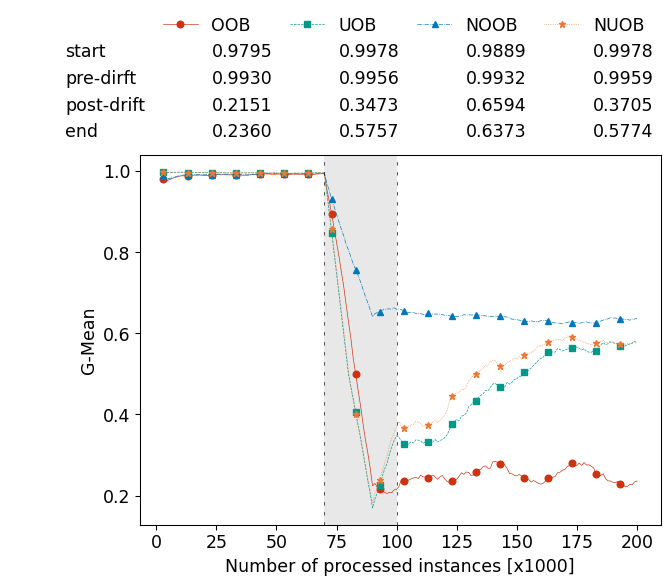 OOB UOB NOOB NUOB
start 0.9795 0.9978 0.9889 0.9978
pre-dirft 0.9930 0.9956 0.9932 0.9959
post-drift 0.2151 0.3473 0.6594 0.3705
end 0.2360 0.5757 0.6373 0.5774
1.0
0.8
0.6
0.4
0.2
G-Mean
0 25 50 75 100 125 150 175 200
Number of processed instances [x1000]